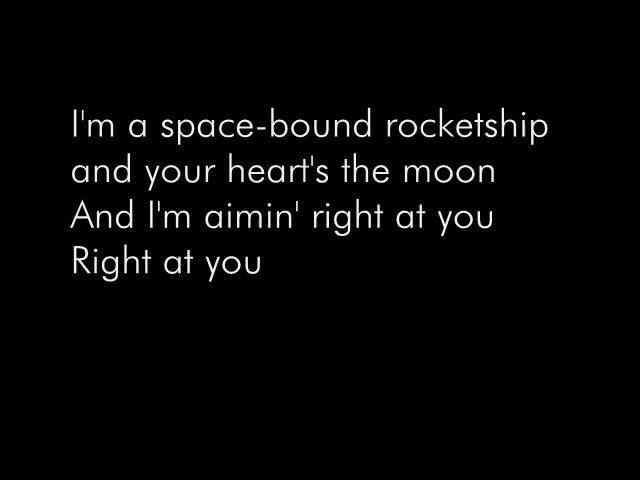 I'm a space-bound rocketship
and your heart's the moon
And I'm aimin' right at you
Right at you